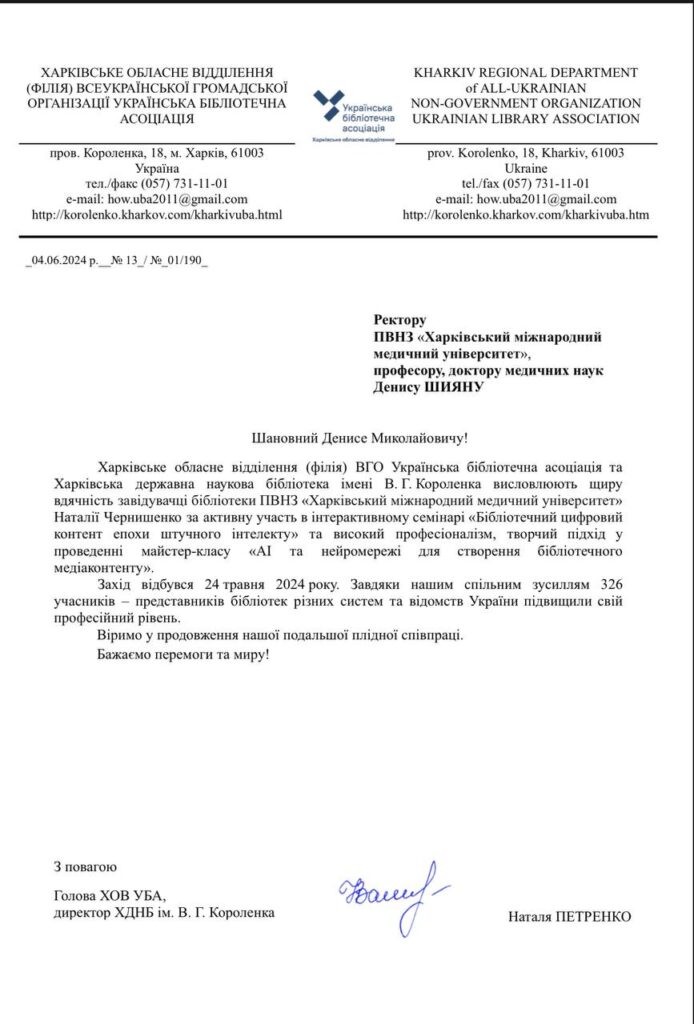 ХАРКІВСЬКЕ ОБЛАСНЕ ВІДДІЛЕННЯ
(ФІЛІЯ) ВСЕУКРАЇНСЬКОЇ ГРОМАДСЬКОЇ
ОРГАНІЗАЦІЇ УКРАЇНСЬКА БІБЛІОТЕЧНА
АСОЦІАЦІЯ
пров. Короленка, 18, м. Харків, 61003
Україна
тел./факс (057) 731-11-01
e-mail: how.uba2011@gmail.com
http://korolenko.kharkov.com/kharkivuba.html
Українська
бібліотечна
асоціація
Харківське обласне відділення
KHARKIV REGIONAL DEPARTMENT
of ALL-UKRAINIAN
NON-GOVERNMENT ORGANIZATION
UKRAINIAN LIBRARY ASSOCIATION
prov. Korolenko, 18, Kharkiv, 61003
Ukraine
tel./fax (057) 731-11-01
e-mail: how.uba2011@gmail.com
http://korolenko.kharkov.com/kharkivuba.htm
_04.06.2024 р.__№ 13_/ №_01/190_
Ректору
ПВНЗ «Харківський міжнародний
медичний університет»,
професору, доктору медичних наук
Денису ШИЯНУ
Шановний Денисе Миколайовичу!
Харківське обласне відділення (філія) ВГО Українська бібліотечна асоціація та
Харківська державна наукова бібліотека імені В. Г. Короленка висловлюють щиру
вдячність завідувачці бібліотеки ПВНЗ «Харківський міжнародний медичний університет»
Наталії Чернишенко за активну участь в інтерактивному семінарі «Бібліотечний цифровий
контент епохи штучного інтелекту» та високий професіоналізм, творчий підхід у
проведенні майстер-класу «AI та нейромережі для створення бібліотечного
медіаконтенту».
Захід відбувся 24 травня 2024 року. Завдяки нашим спільним зусиллям 326
учасників – представників бібліотек різних систем та відомств України підвищили свій
професійний рівень.
Віримо у продовження нашої подальшої плідної співпраці.
Бажаємо перемоги та миру!
З повагою
Голова ХОВ УБА,
директор ХДНБ ім. В. Г. Короленка
Наталя ПЕТРЕНКО